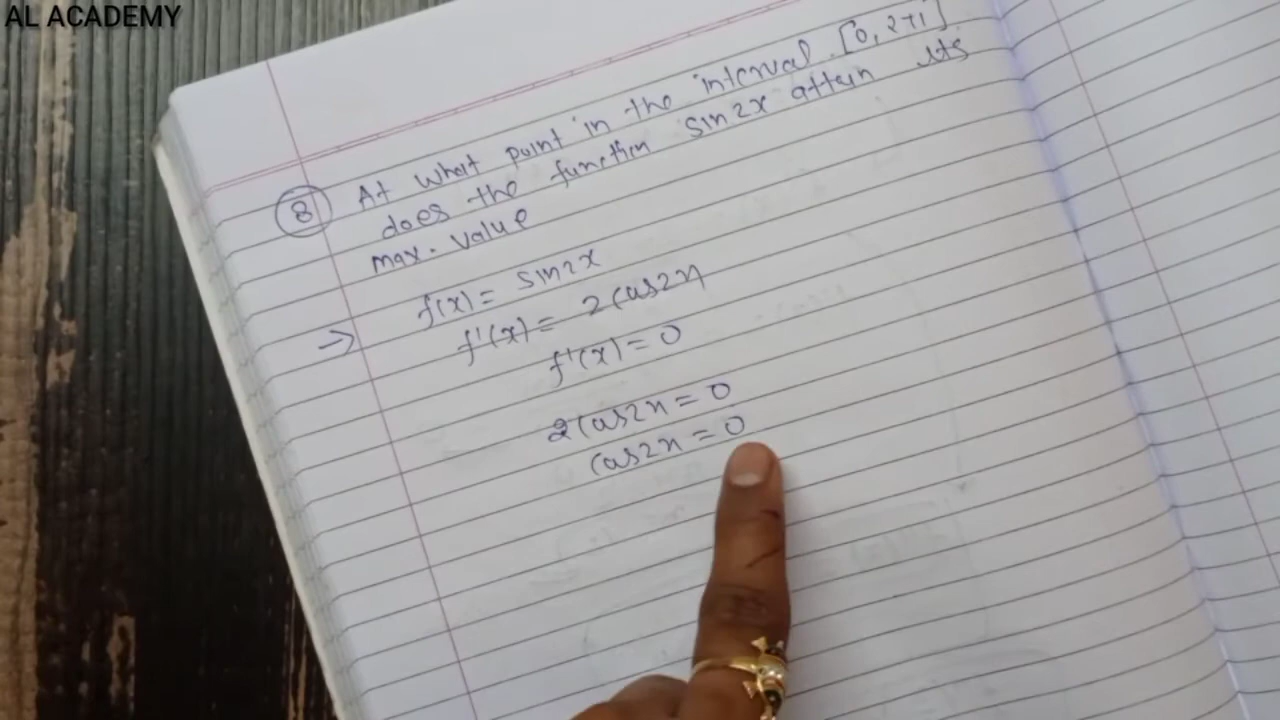 AL ACADEMY
8 At what point in the interval [0, 2π]
does the function sin2x attain its
max. value
→ f(x) = sin2x
f'(x) = 2cos2x
f'(x) = 0
2cos2x = 0
cos2x = 0